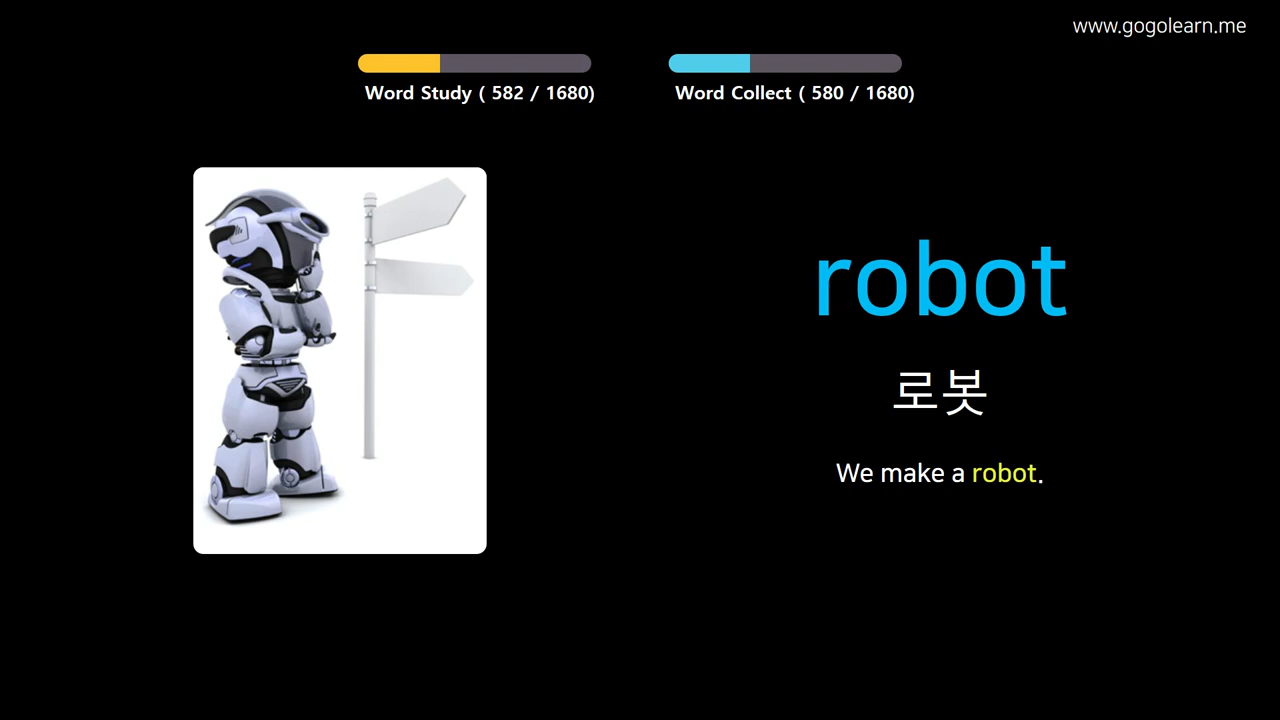 www.gogolearn.me
Word Study ( 582 / 1680)
Word Collect ( 580 / 1680)
robot
로봇
We make a robot.